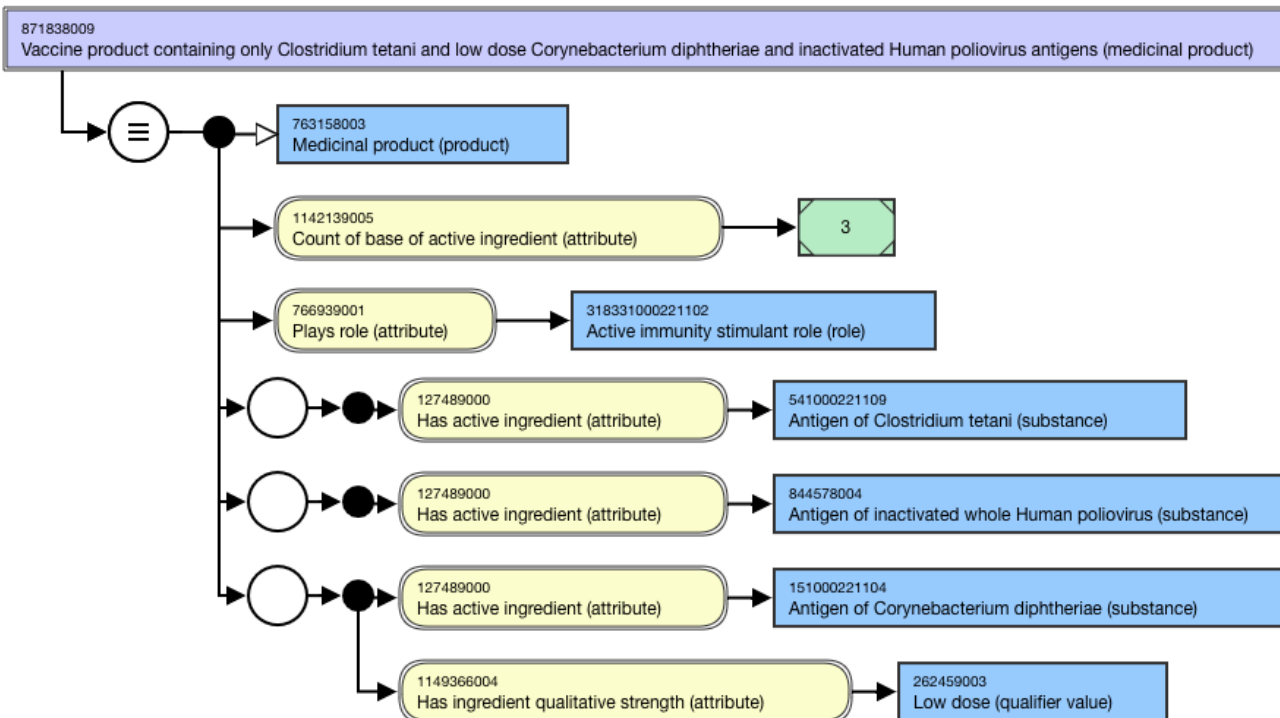 871838009
Vaccine product containing only Clostridium tetani and low dose Corynebacterium diphtheriae and inactivated Human poliovirus antigens (medicinal product)
763158003
Medicinal product (product)
1142139005
Count of base of active ingredient (attribute)
3
766939001
Plays role (attribute)
318331000221102
Active immunity stimulant role (role)
127489000
Has active ingredient (attribute)
541000221109
Antigen of Clostridium tetani (substance)
127489000
Has active ingredient (attribute)
844578004
Antigen of inactivated whole Human poliovirus (substance)
127489000
Has active ingredient (attribute)
151000221104
Antigen of Corynebacterium diphtheriae (substance)
1149366004
Has ingredient qualitative strength (attribute)
262459003
Low dose (qualifier value)